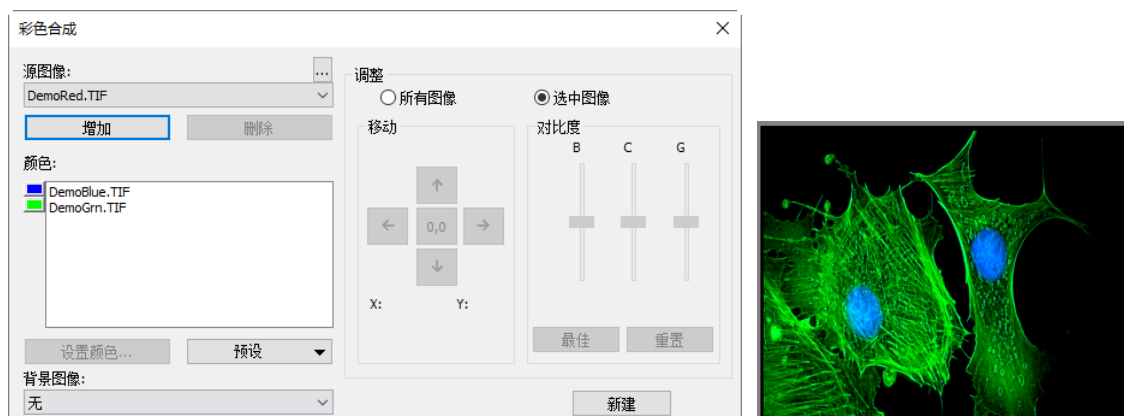 彩色合成
源图像:
...
DemoRed.TIF
增加
删除
颜色:
DemoBlue.TIF
DemoGrn.TIF
设置颜色...
预设
背景图像:
无
调整
所有图像
选中图像
移动
0,0
X:
Y:
对比度
B C G
最佳
重置
新建